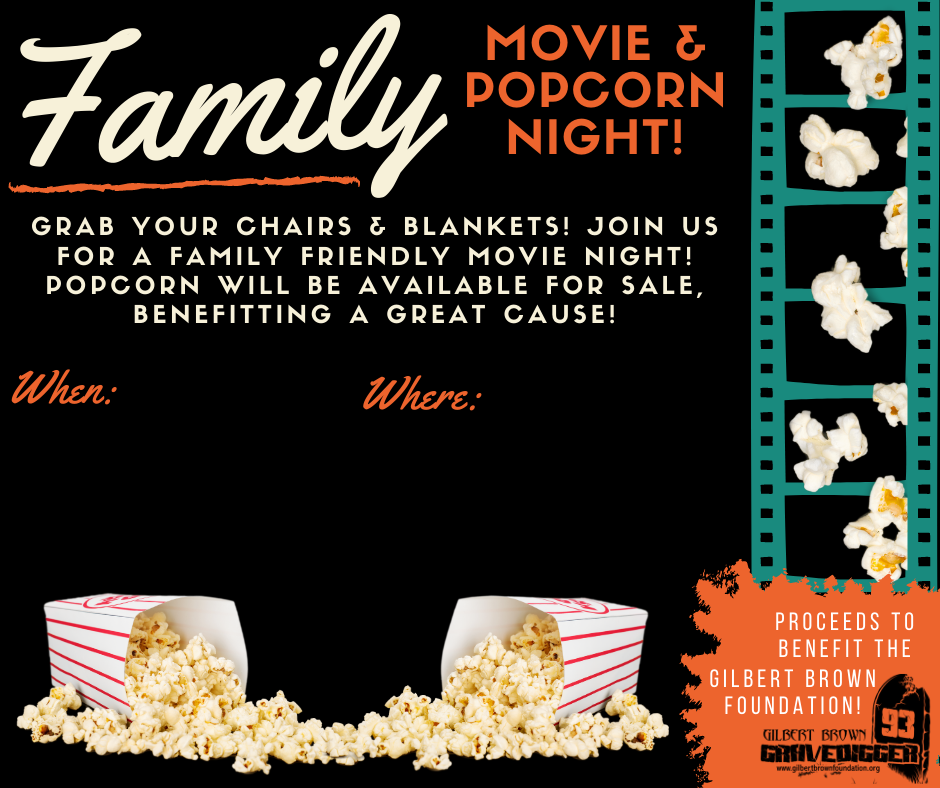 Family
MOVIE &
POPCORN
NIGHT!
GRAB YOUR CHAIRS & BLANKETS! JOIN US
FOR A FAMILY FRIENDLY MOVIE NIGHT!
POPCORN WILL BE AVAILABLE FOR SALE,
BENEFITTING A GREAT CAUSE!
When:
Where:
PROCEEDS TO
BENEFIT THE
GILBERT BROWN
FOUNDATION!
93
GILBERT BROWN
GRAVEDIGGER
www.gilbertbrownfoundation.org